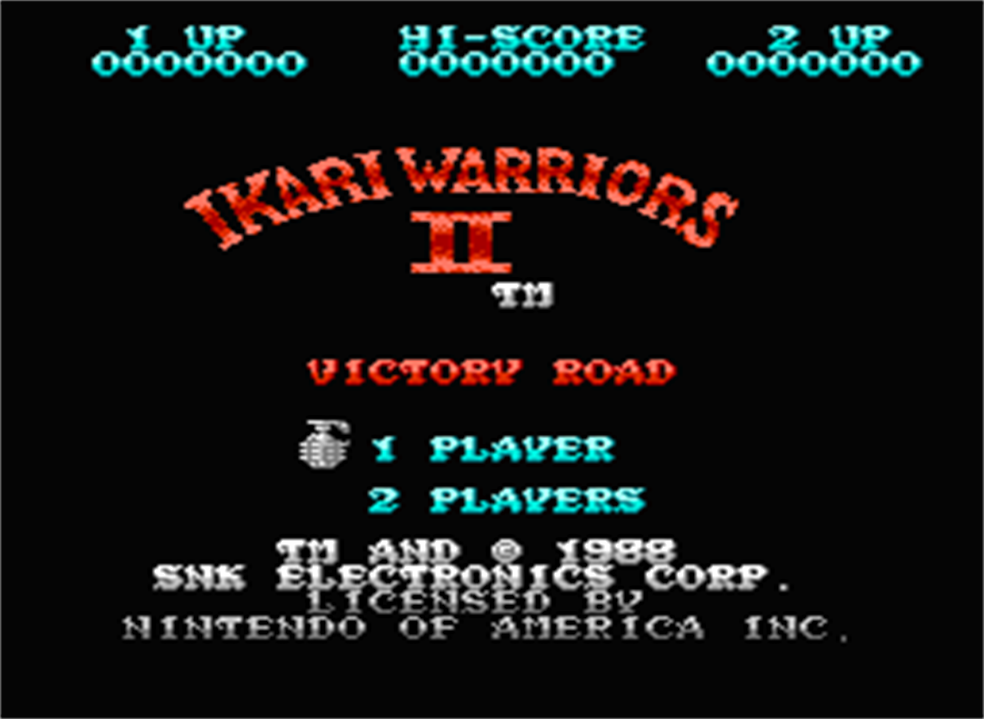 1 UP HI-SCORE 2 UP
0000000 0000000 0000000
IKARI WARRIORS
II
TM
VICTORY ROAD
1 PLAYER
2 PLAYERS
TM AND © 1988
SNK ELECTRONICS CORP.
LICENSED BY
NINTENDO OF AMERICA INC.